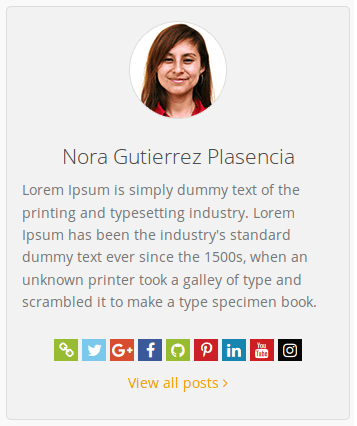 Nora Gutierrez Plasencia
Lorem Ipsum is simply dummy text of the
printing and typesetting industry. Lorem
Ipsum has been the industry's standard
dummy text ever since the 1500s, when an
unknown printer took a galley of type and
scrambled it to make a type specimen book.
G+ f in You Tube
View all posts ›